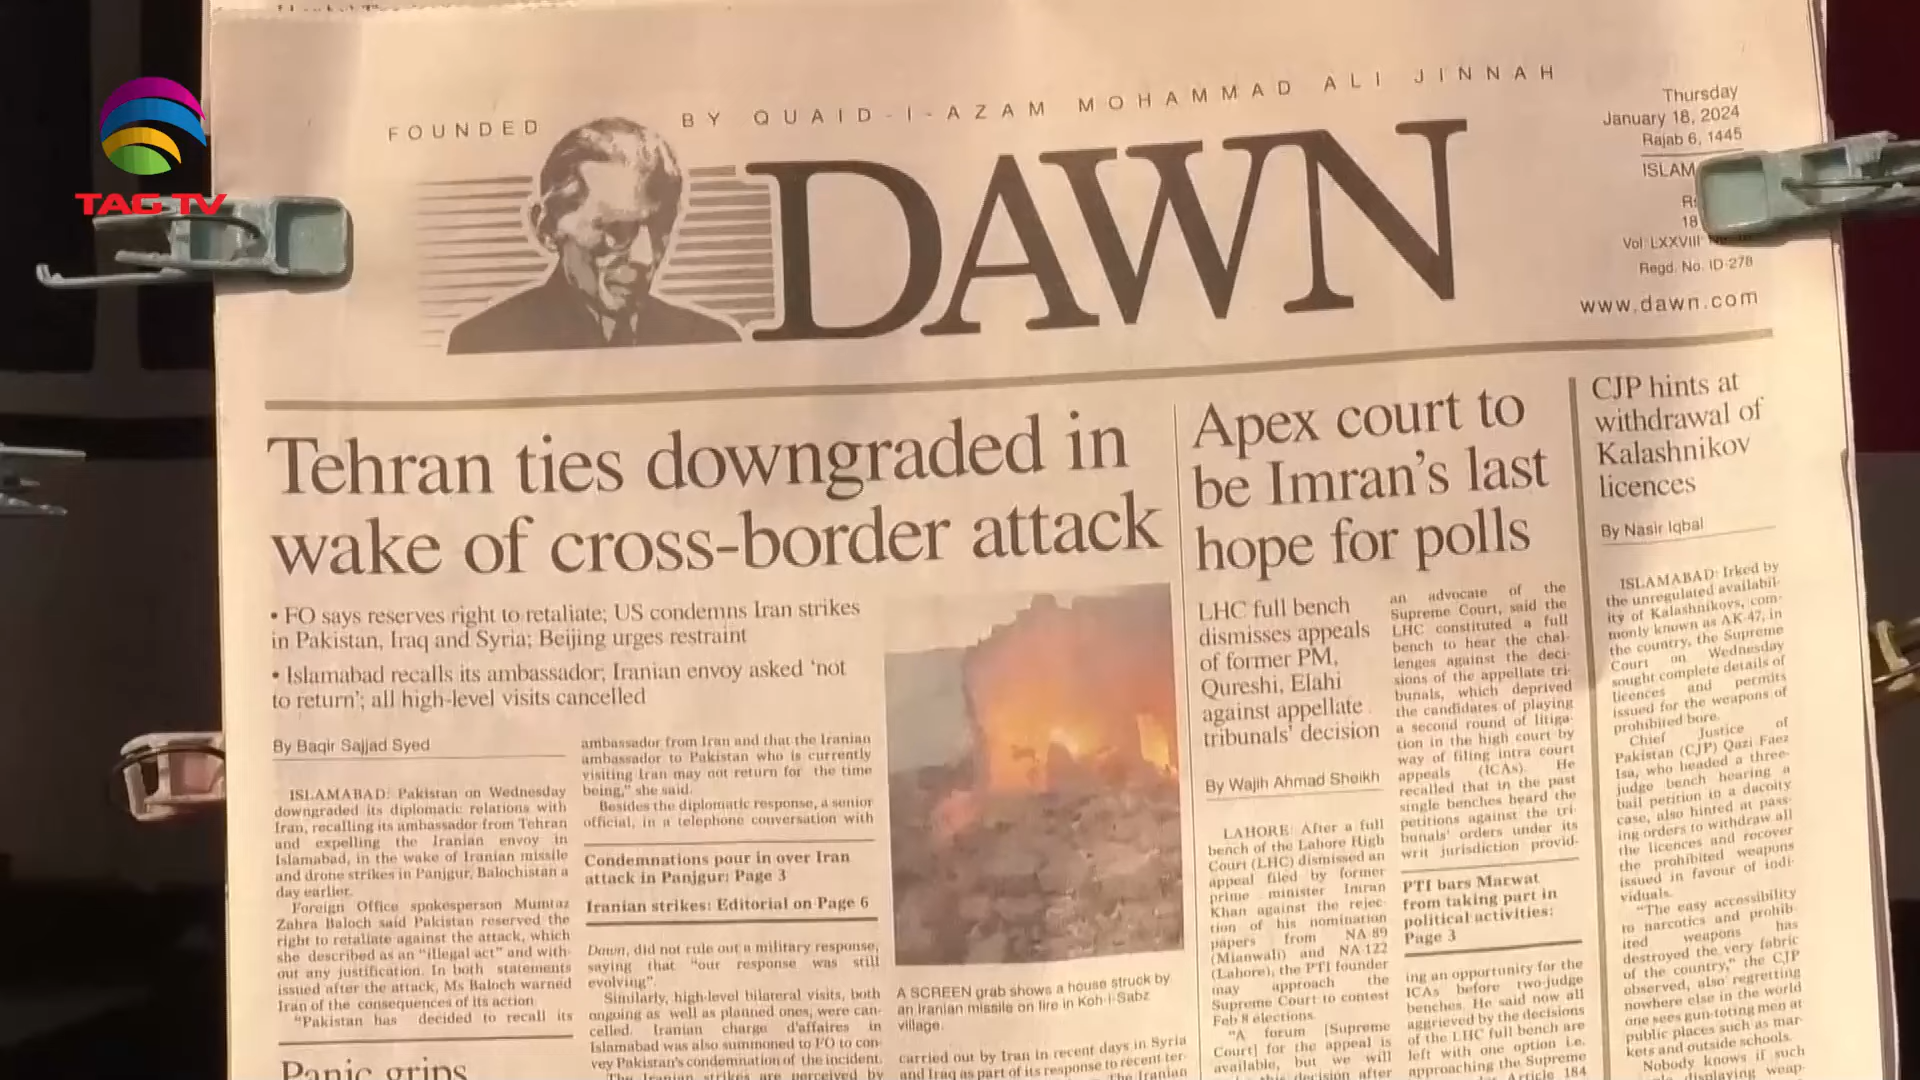 TAG TV
FOUNDED BY QUAID-I-AZAM MOHAMMAD ALI JINNAH
DAWN
Thursday
January 18, 2024
Rajab 6, 1445
Regd. No. ID-278
www.dawn.com
Tehran ties downgraded in
wake of cross-border attack
• FO says reserves right to retaliate; US condemns Iran strikes
in Pakistan, Iraq and Syria; Beijing urges restraint
• Islamabad recalls its ambassador; Iranian envoy asked ‘not
to return’; all high-level visits cancelled
By Baqir Sajjad Syed
ISLAMABAD: Pakistan on Wednesday
downgraded its diplomatic relations with
Iran, recalling its ambassador from Tehran
and expelling the Iranian envoy in
Islamabad, in the wake of Iranian missile
and drone strikes in Panjgur, Balochistan a
day earlier.
Foreign Office spokesperson Mumtaz
Zahra Baloch said Pakistan reserved the
right to retaliate against the attack, which
she described as an “illegal act” and with-
out any justification. In both statements
issued after the attack, Ms Baloch warned
Iran of the consequences of its action.
“Pakistan has decided to recall its
Panic grips
ambassador from Iran and that the Iranian
ambassador to Pakistan who is currently
visiting Iran may not return for the time
being,” she said.
Besides the diplomatic response, a senior
official, in a telephone conversation with
Condemnations pour in over Iran
attack in Panjgur: Page 3
Iranian strikes: Editorial on Page 6
Dawn, did not rule out a military response,
saying that “our response was still
evolving”.
Similarly, high-level bilateral visits, both
ongoing as well as planned ones, were can-
celled. Iranian charge d’affaires in
Islamabad was also summoned to FO to con-
vey Pakistan’s condemnation of the incident.
The Iranian strikes are perceived by
A SCREEN grab shows a house struck by
an Iranian missile on fire in Koh-i-Sabz
village.
carried out by Iran in recent days in Syria
and Iraq as part of its response to recent ter-
The Iranian
Apex court to
be Imran’s last
hope for polls
LHC full bench
dismisses appeals
of former PM,
Qureshi, Elahi
against appellate
tribunals’ decision
By Wajih Ahmad Sheikh
LAHORE: After a full
bench of the Lahore High
Court (LHC) dismissed an
appeal filed by former
prime minister Imran
Khan against the rejec-
tion of his nomination
papers from NA-89
(Mianwali) and NA-122
(Lahore), the PTI founder
may approach the
Supreme Court to contest
Feb 8 elections.
“A forum [Supreme
Court] for the appeal is
available, but we will
decision after
an advocate of the
Supreme Court, said the
LHC constituted a full
bench to hear the chal-
lenges against the deci-
sions of the appellate tri-
bunals, which deprived
the candidates of playing
a second round of litiga-
tion in the high court by
way of filing intra court
appeals (ICAs). He
recalled that in the past
single benches heard the
petitions against the tri-
bunals’ orders under its
writ jurisdiction provid-
PTI bars Marwat
from taking part in
political activities:
Page 3
ing an opportunity for the
ICAs before two-judge
benches. He said now all
aggrieved by the decisions
of the LHC full bench are
left with one option i.e.
approaching the Supreme
Article 184
CJP hints at
withdrawal of
Kalashnikov
licences
By Nasir Iqbal
ISLAMABAD: Irked by
the unregulated availabil-
ity of Kalashnikovs, com-
monly known as AK-47, in
the country, the Supreme
Court on Wednesday
sought complete details of
licences and permits
issued for the weapons of
prohibited bore.
Chief Justice of
Pakistan (CJP) Qazi Faez
Isa, who headed a three-
judge bench hearing a
bail petition in a dacoity
case, also hinted at pass-
ing orders to withdraw all
the licences and recover
the prohibited weapons
issued in favour of indi-
viduals.
“The easy accessibility
to narcotics and prohib-
ited weapons has
destroyed the very fabric
of the country,” the CJP
observed, also regretting
nowhere else in the world
one sees gun-toting men at
public places such as mar-
kets and outside schools.
Nobody knows if such
displaying weap-